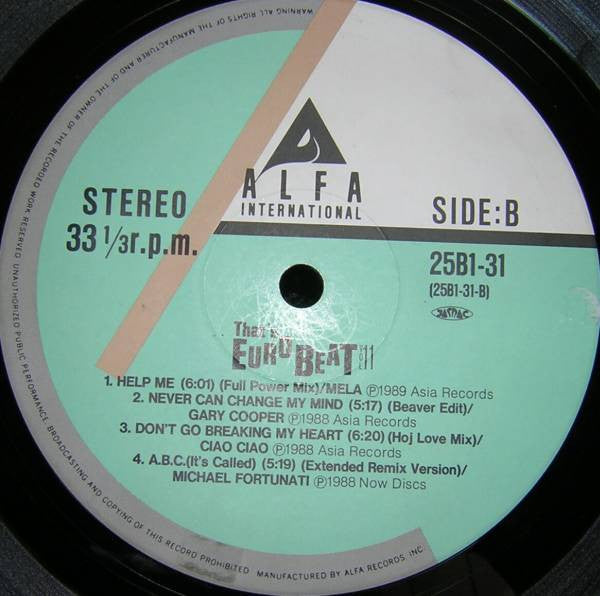 WARNING: ALL RIGHTS OF THE MANUFACTURER AND OF THE OWNER OF THE RECORDED WORK RESERVED. UNAUTHORIZED PUBLIC PERFORMANCE, BROADCASTING AND COPYING OF THIS RECORD PROHIBITED.
MANUFACTURED BY ALFA RECORDS, INC.
ALFA
INTERNATIONAL
STEREO
33 1/3 r.p.m.
SIDE:B
25B1-31
(25B1-31-B)
JASRAC
That's
EUROBEAT VOL 11
1. HELP ME (6:01) (Full Power Mix)/MELA ℗1989 Asia Records
2. NEVER CAN CHANGE MY MIND (5:17) (Beaver Edit)/
GARY COOPER ℗1988 Asia Records
3. DON'T GO BREAKING MY HEART (6:20) (Hoj Love Mix)/
CIAO CIAO ℗1988 Asia Records
4. A.B.C.(It's Called) (5:19) (Extended Remix Version)/
MICHAEL FORTUNATI ℗1988 Now Discs